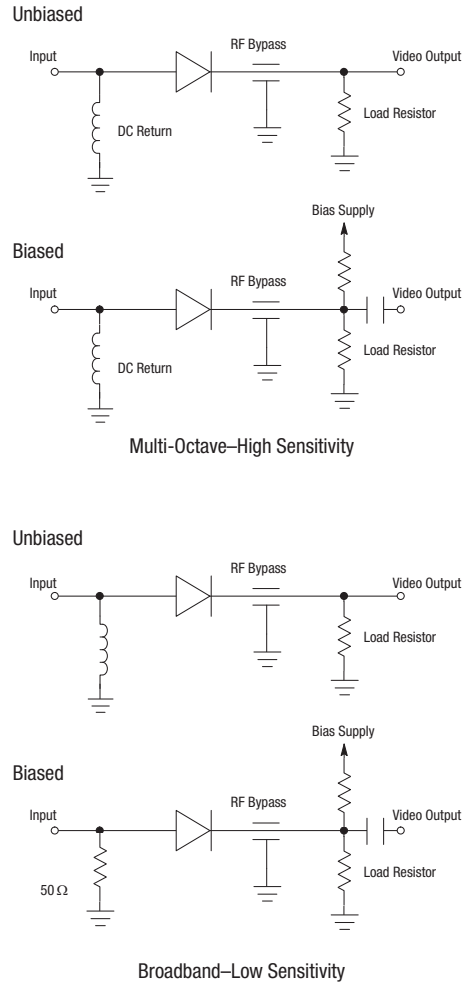 Unbiased
Input
RF Bypass
Video Output
DC Return
Load Resistor
Bias Supply
Biased
Input
RF Bypass
Video Output
DC Return
Load Resistor
Multi-Octave–High Sensitivity
Unbiased
Input
RF Bypass
Video Output
Load Resistor
Bias Supply
Biased
Input
RF Bypass
Video Output
50 Ω
Load Resistor
Broadband–Low Sensitivity